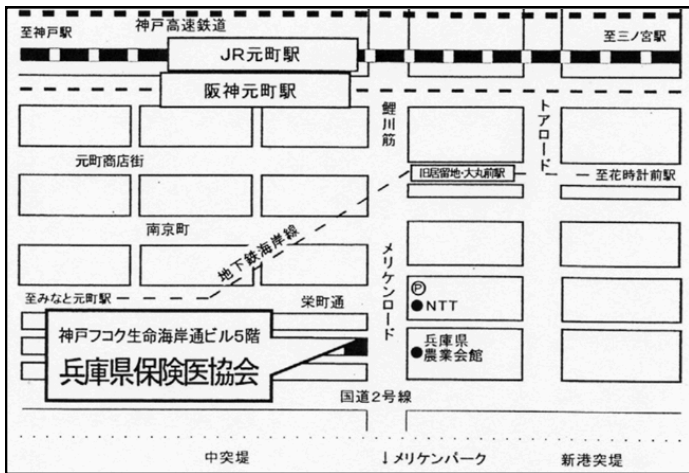 神戸高速鉄道
至神戸駅
至三ノ宮駅
JR元町駅
阪神元町駅
鯉川筋
トアロード
元町商店街
旧居留地・大丸前駅
至花時計前駅
南京町
地下鉄海岸線
メリケンロード
至みなと元町駅
栄町通
P
NTT
神戸フコク生命海岸通ビル5階
兵庫県保険医協会
兵庫県
農業会館
国道2号線
中突堤
↓メリケンパーク
新港突堤